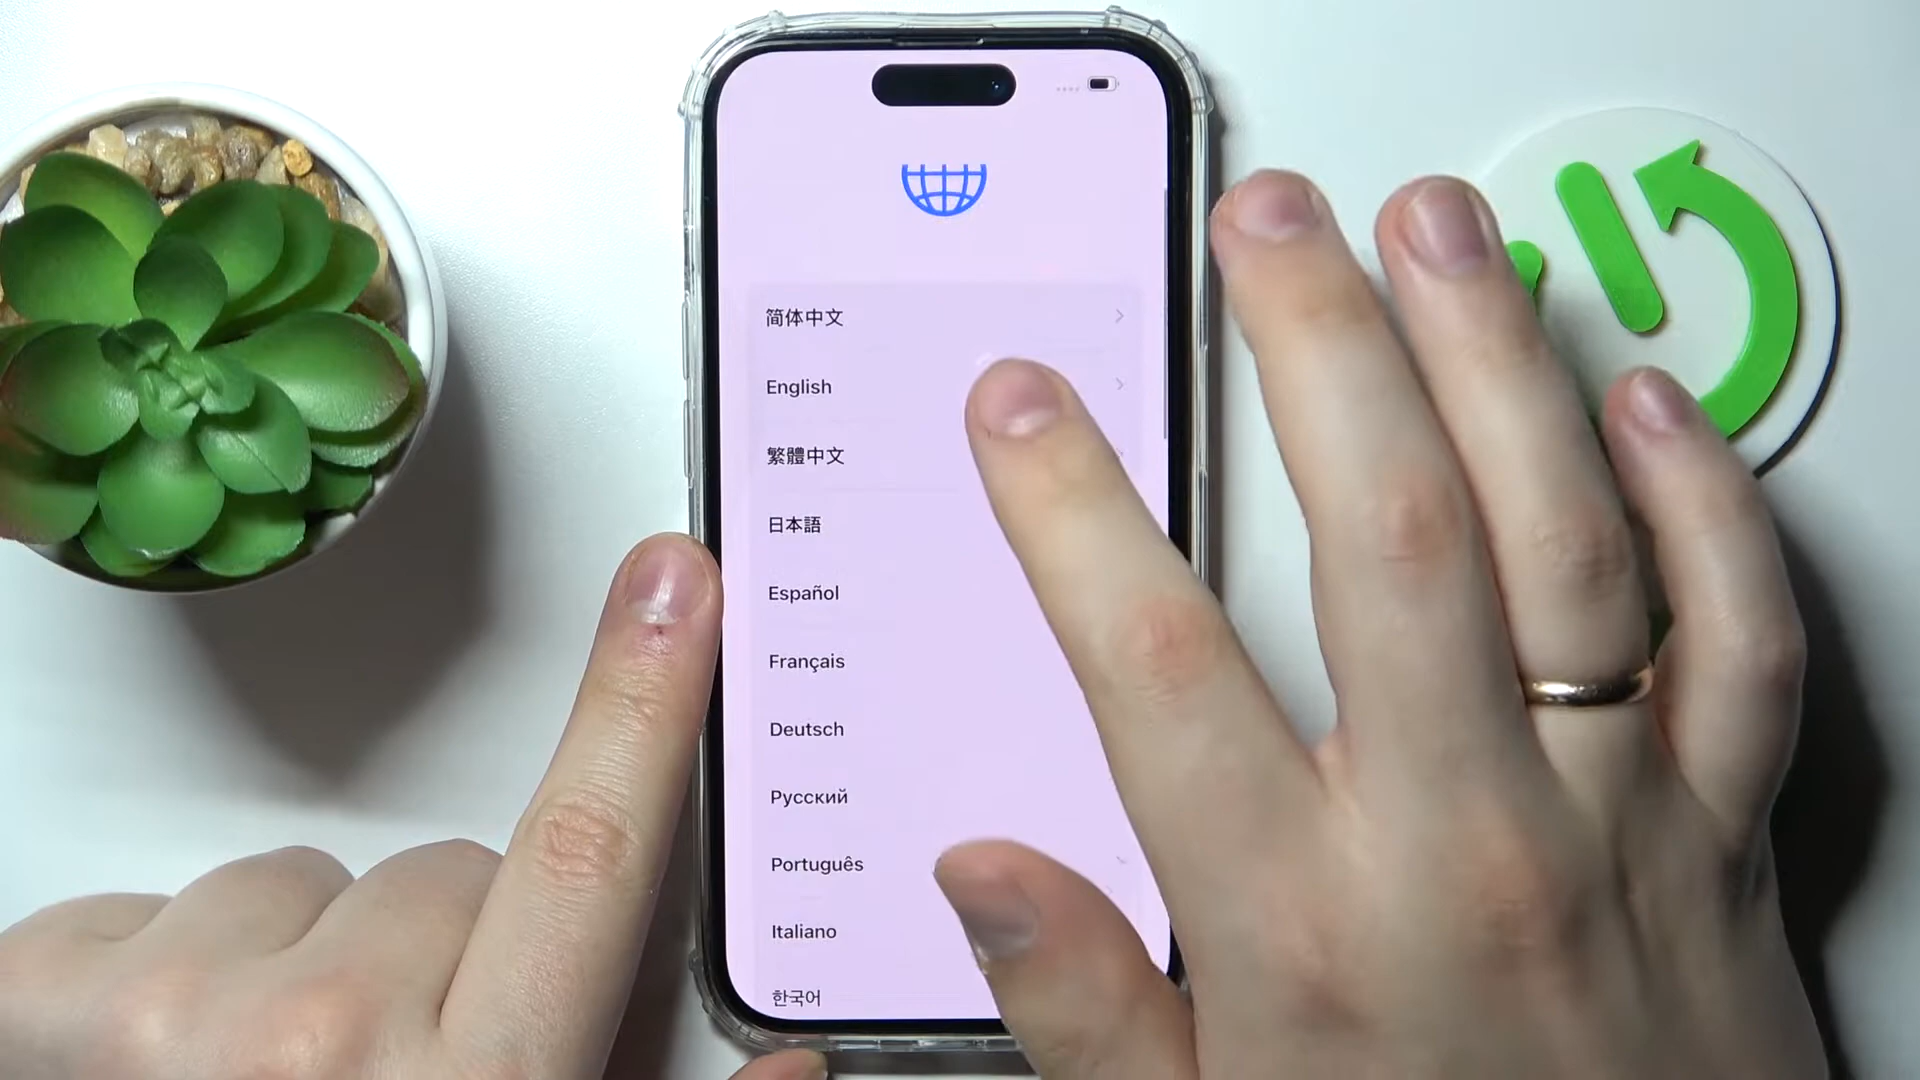 简体中文
English
繁體中文
日本語
Español
Français
Deutsch
Русский
Português
Italiano
한국어